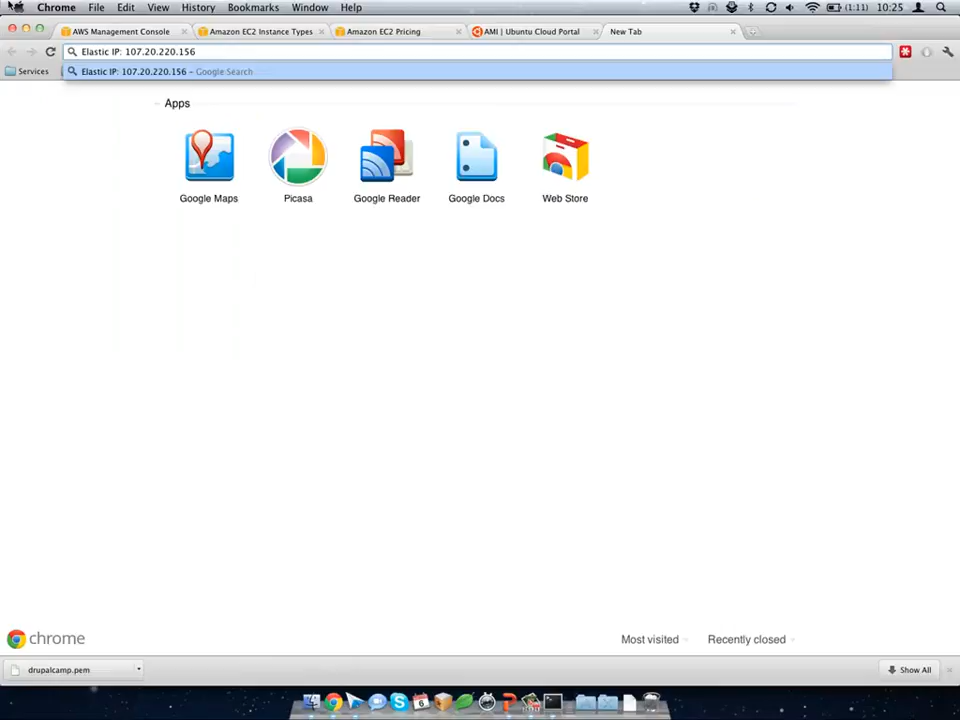 Chrome File Edit View History Bookmarks Window Help (1:11) 10:25
AWS Management Console Amazon EC2 Instance Types Amazon EC2 Pricing AMI | Ubuntu Cloud Portal New Tab
Elastic IP: 107.20.220.156
Services Elastic IP: 107.20.220.156 - Google Search
Apps
Google Maps Picasa Google Reader Google Docs Web Store
chrome Most visited Recently closed
drupalcamp.pem Show All
6